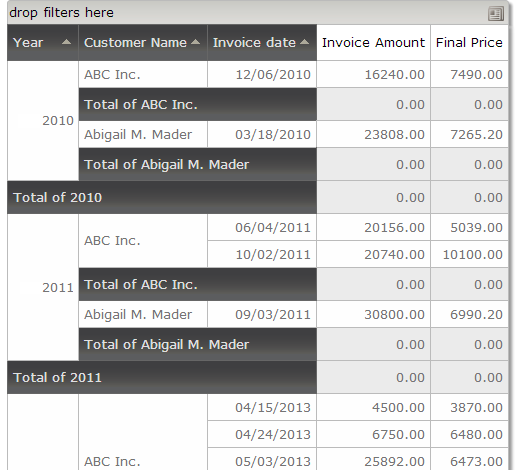 drop filters here
Year Customer Name Invoice date Invoice Amount Final Price
2010 ABC Inc. 12/06/2010 16240.00 7490.00
Total of ABC Inc. 0.00 0.00
Abigail M. Mader 03/18/2010 23808.00 7265.20
Total of Abigail M. Mader 0.00 0.00
Total of 2010 0.00 0.00
2011 ABC Inc. 06/04/2011 20156.00 5039.00
10/02/2011 20740.00 10100.00
Total of ABC Inc. 0.00 0.00
Abigail M. Mader 09/03/2011 30800.00 6990.20
Total of Abigail M. Mader 0.00 0.00
Total of 2011 0.00 0.00
04/15/2013 4500.00 3870.00
04/24/2013 6750.00 6480.00
ABC Inc. 05/03/2013 25892.00 6473.00